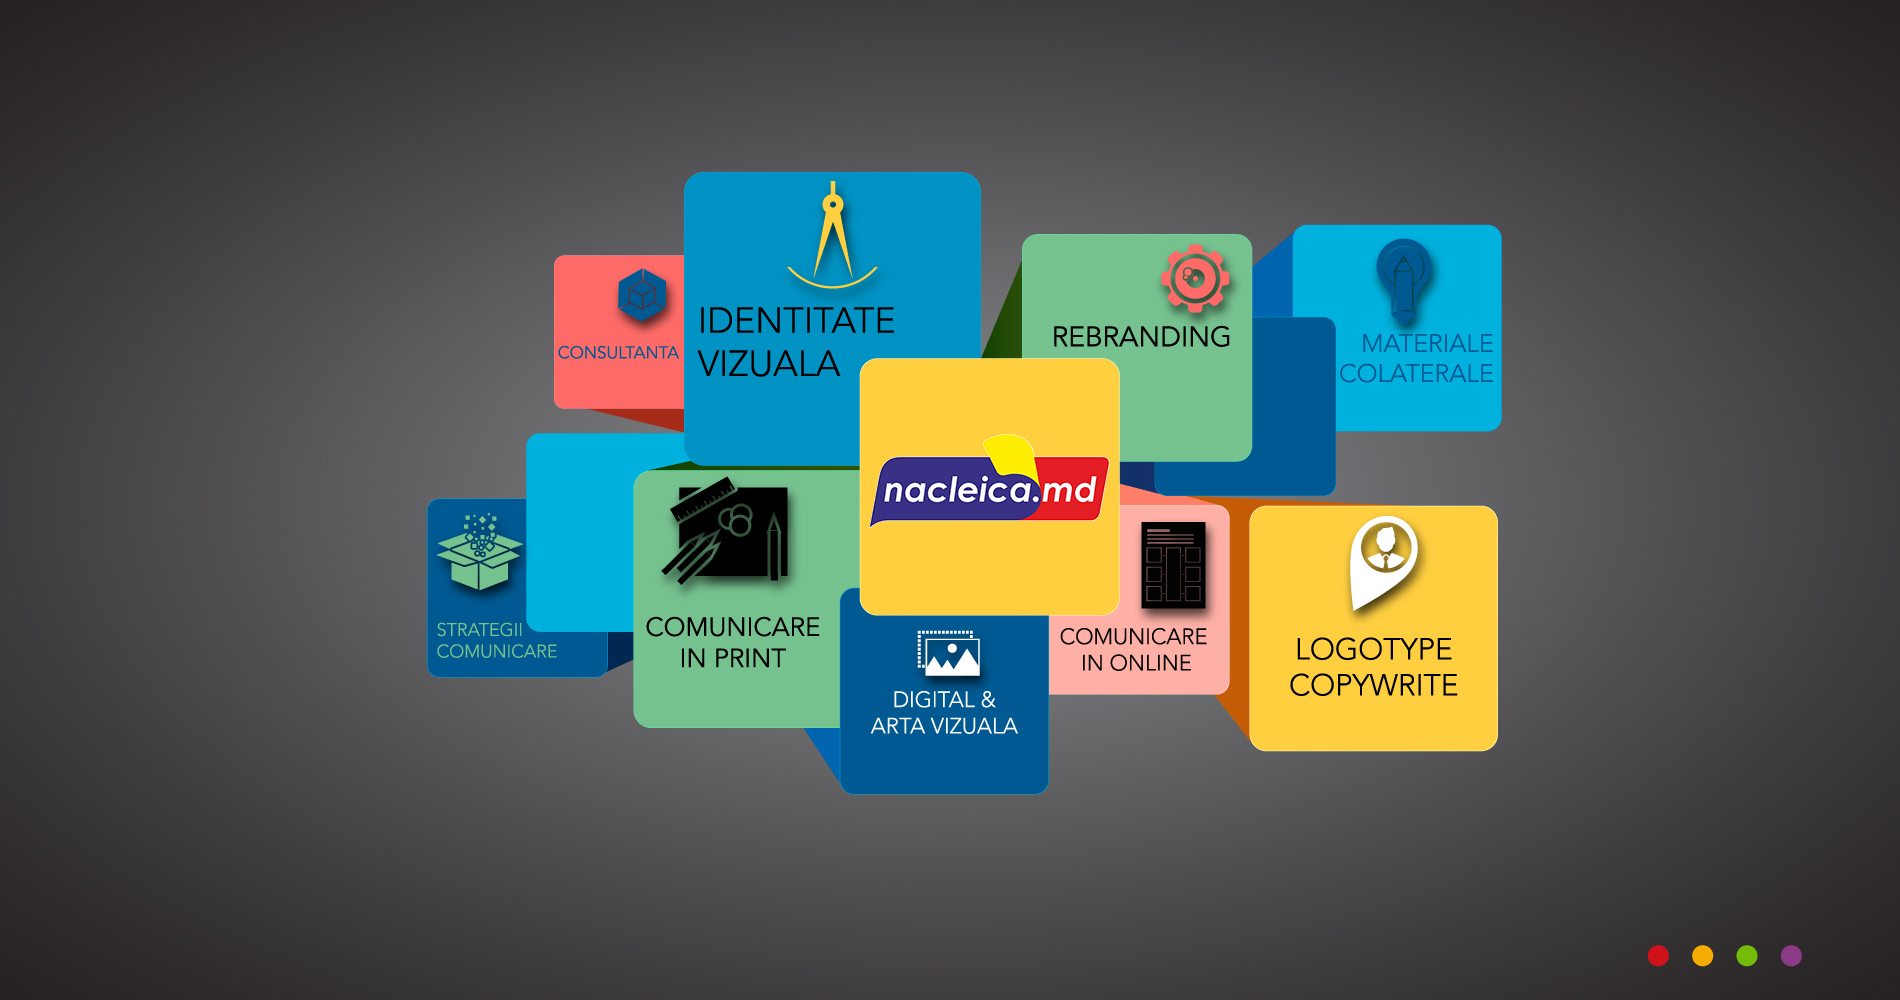 IDENTITATE
VIZUALA
CONSULTANTA
REBRANDING
MATERIALE
COLATERALE
nacleica.md
STRATEGII
COMUNICARE
COMUNICARE
IN PRINT
DIGITAL &
ARTA VIZUALA
COMUNICARE
IN ONLINE
LOGOTYPE
COPYWRITE